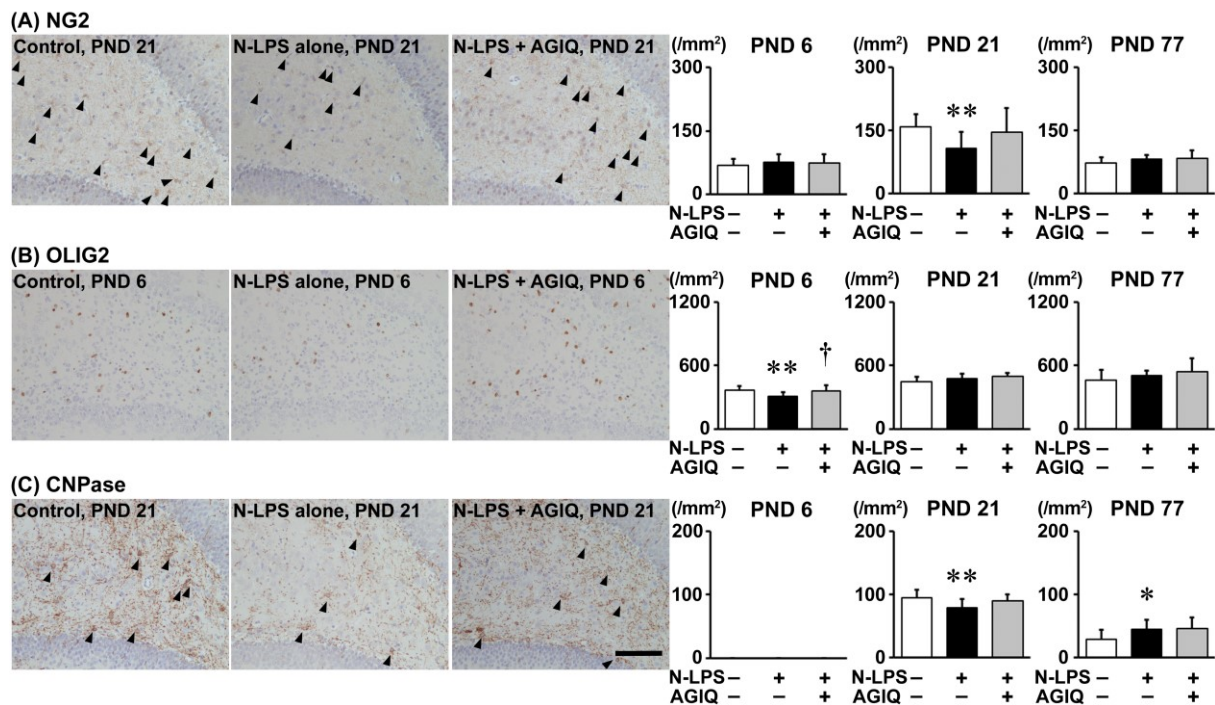 (A) NG2
Control, PND 21
N-LPS alone, PND 21
N-LPS + AGIQ, PND 21
(/mm²) PND 6
300
150
0
N-LPS – + +
AGIQ – – +
(/mm²) PND 21
300
150
0
**
N-LPS – + +
AGIQ – – +
(/mm²) PND 77
300
150
0
N-LPS – + +
AGIQ – – +
(B) OLIG2
Control, PND 6
N-LPS alone, PND 6
N-LPS + AGIQ, PND 6
(/mm²) PND 6
1200
600
0
** †
N-LPS – + +
AGIQ – – +
(/mm²) PND 21
1200
600
0
N-LPS – + +
AGIQ – – +
(/mm²) PND 77
1200
600
0
N-LPS – + +
AGIQ – – +
(C) CNPase
Control, PND 21
N-LPS alone, PND 21
N-LPS + AGIQ, PND 21
(/mm²) PND 6
200
100
0
N-LPS – + +
AGIQ – – +
(/mm²) PND 21
200
100
0
**
N-LPS – + +
AGIQ – – +
(/mm²) PND 77
200
100
0
*
N-LPS – + +
AGIQ – – +